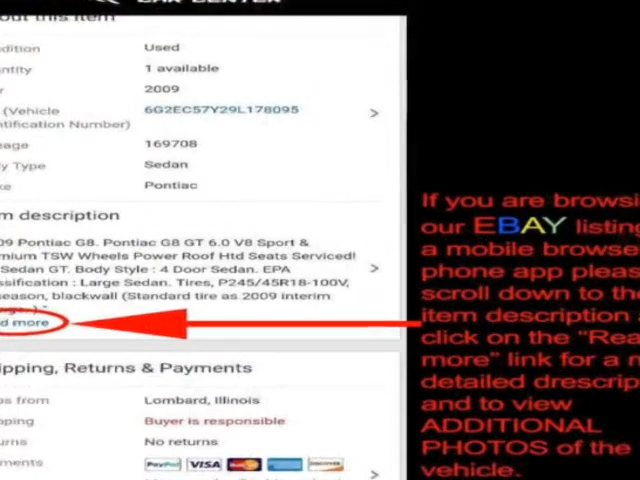 CAR CENTER
out this item
dition Used
ntity 1 available
r 2009
(Vehicle 6G2EC57Y29L178095
ntification Number)
eage 169708
dy Type Sedan
ke Pontiac
m description
09 Pontiac G8. Pontiac G8 GT 6.0 V8 Sport &
mium TSW Wheels Power Roof Htd Seats Serviced!
Sedan GT. Body Style : 4 Door Sedan. EPA
ssification : Large Sedan. Tires, P245/45R18-100V,
season, blackwall (Standard tire as 2009 interim
d more
ipping, Returns & Payments
ps from Lombard, Illinois
pping Buyer is responsible
urns No returns
ments PayPal VISA DISCOVER
If you are browsi
our EBAY listing
a mobile browse
phone app pleas
scroll down to the
item description a
click on the "Rea
more" link for a m
detailed drescrip
and to view
ADDITIONAL
PHOTOS of the
vehicle.